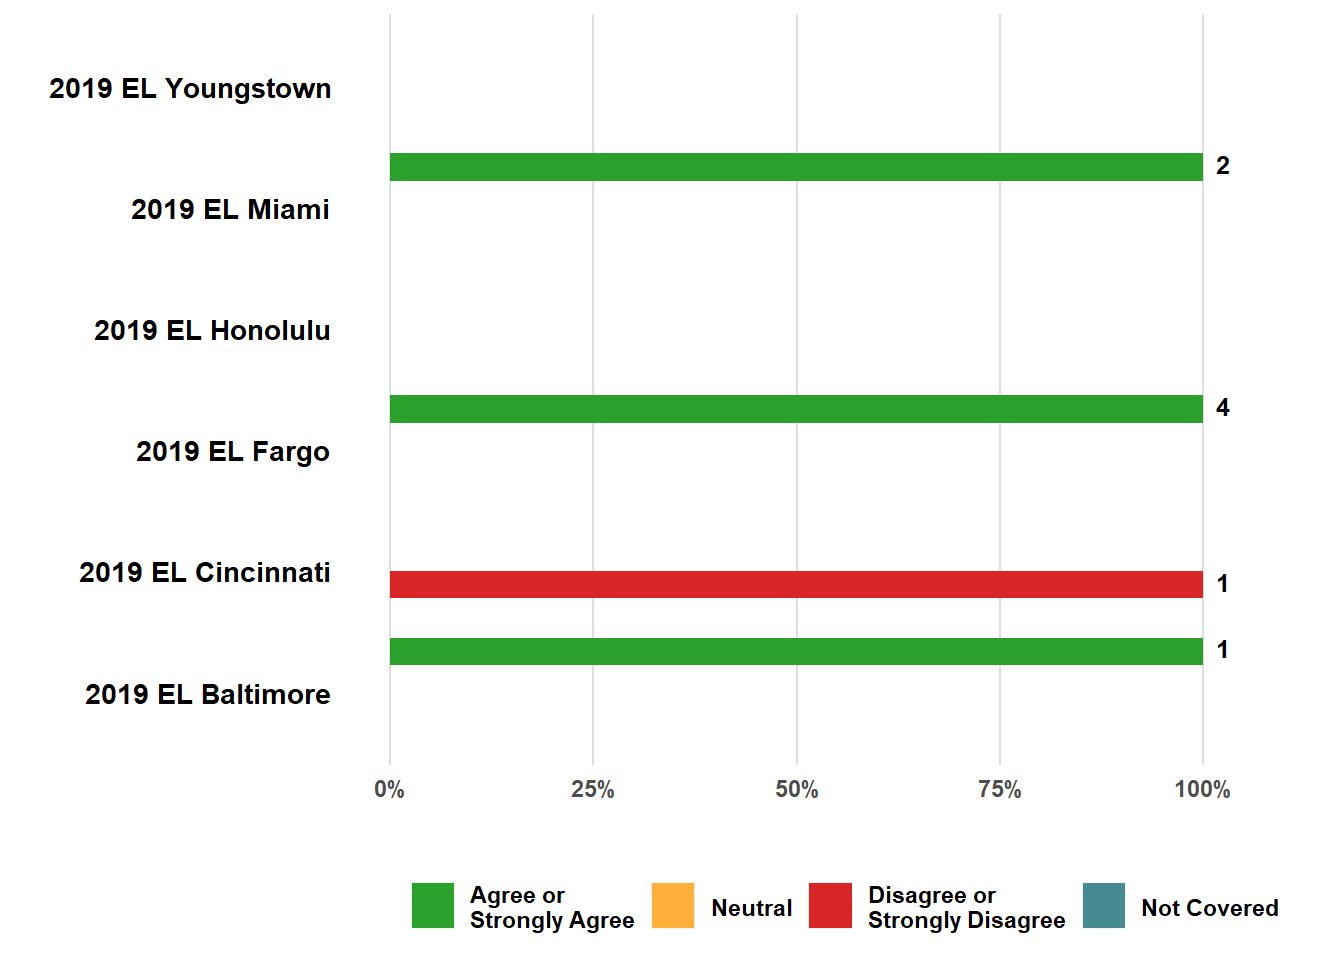 2019 EL Youngstown
2
2019 EL Miami
2019 EL Honolulu
4
2019 EL Fargo
2019 EL Cincinnati
1
1
2019 EL Baltimore
0% 25% 50% 75% 100%
Agree or
Strongly Agree
Neutral
Disagree or
Strongly Disagree
Not Covered